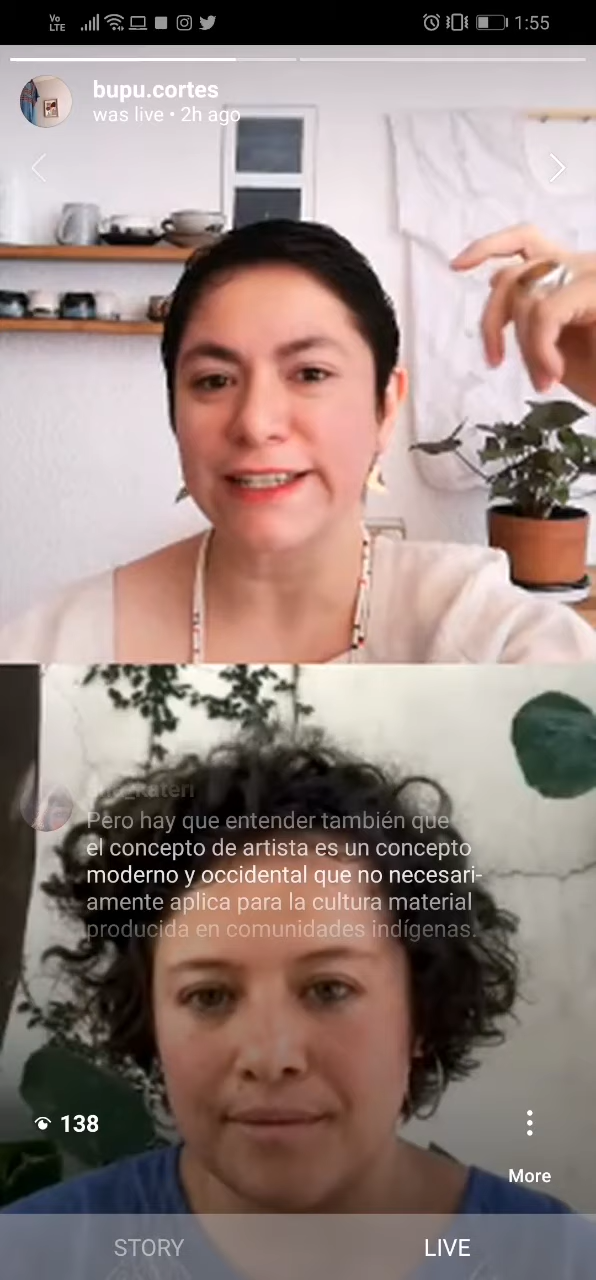 Vo
LTE
1:55
bupu.cortes
was live • 2h ago
Pero hay que entender también que
el concepto de artista es un concepto
moderno y occidental que no necesari-
amente aplica para la cultura material
producida en comunidades indígenas.
138
More
STORY
LIVE